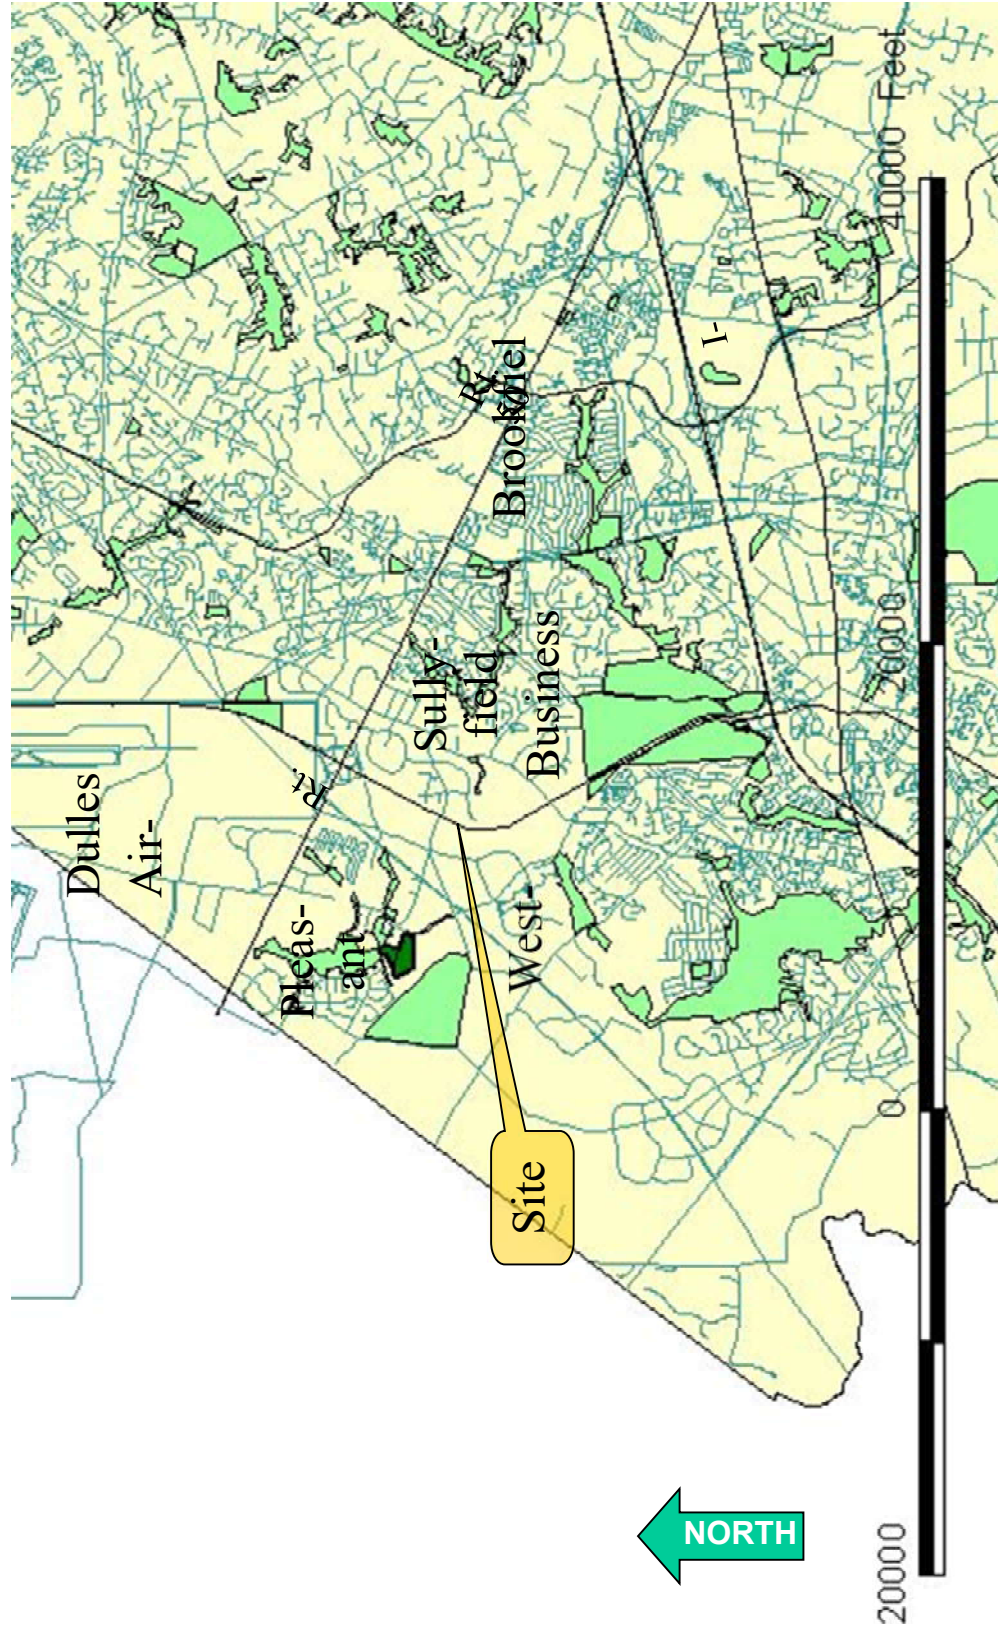 Dulles
Air-
Rt.
Pleas-
ant
Sully-
field
Business
Rt.
Brookfiel
West-
Site
I-
NORTH
20000
0
20000
40000 Feet